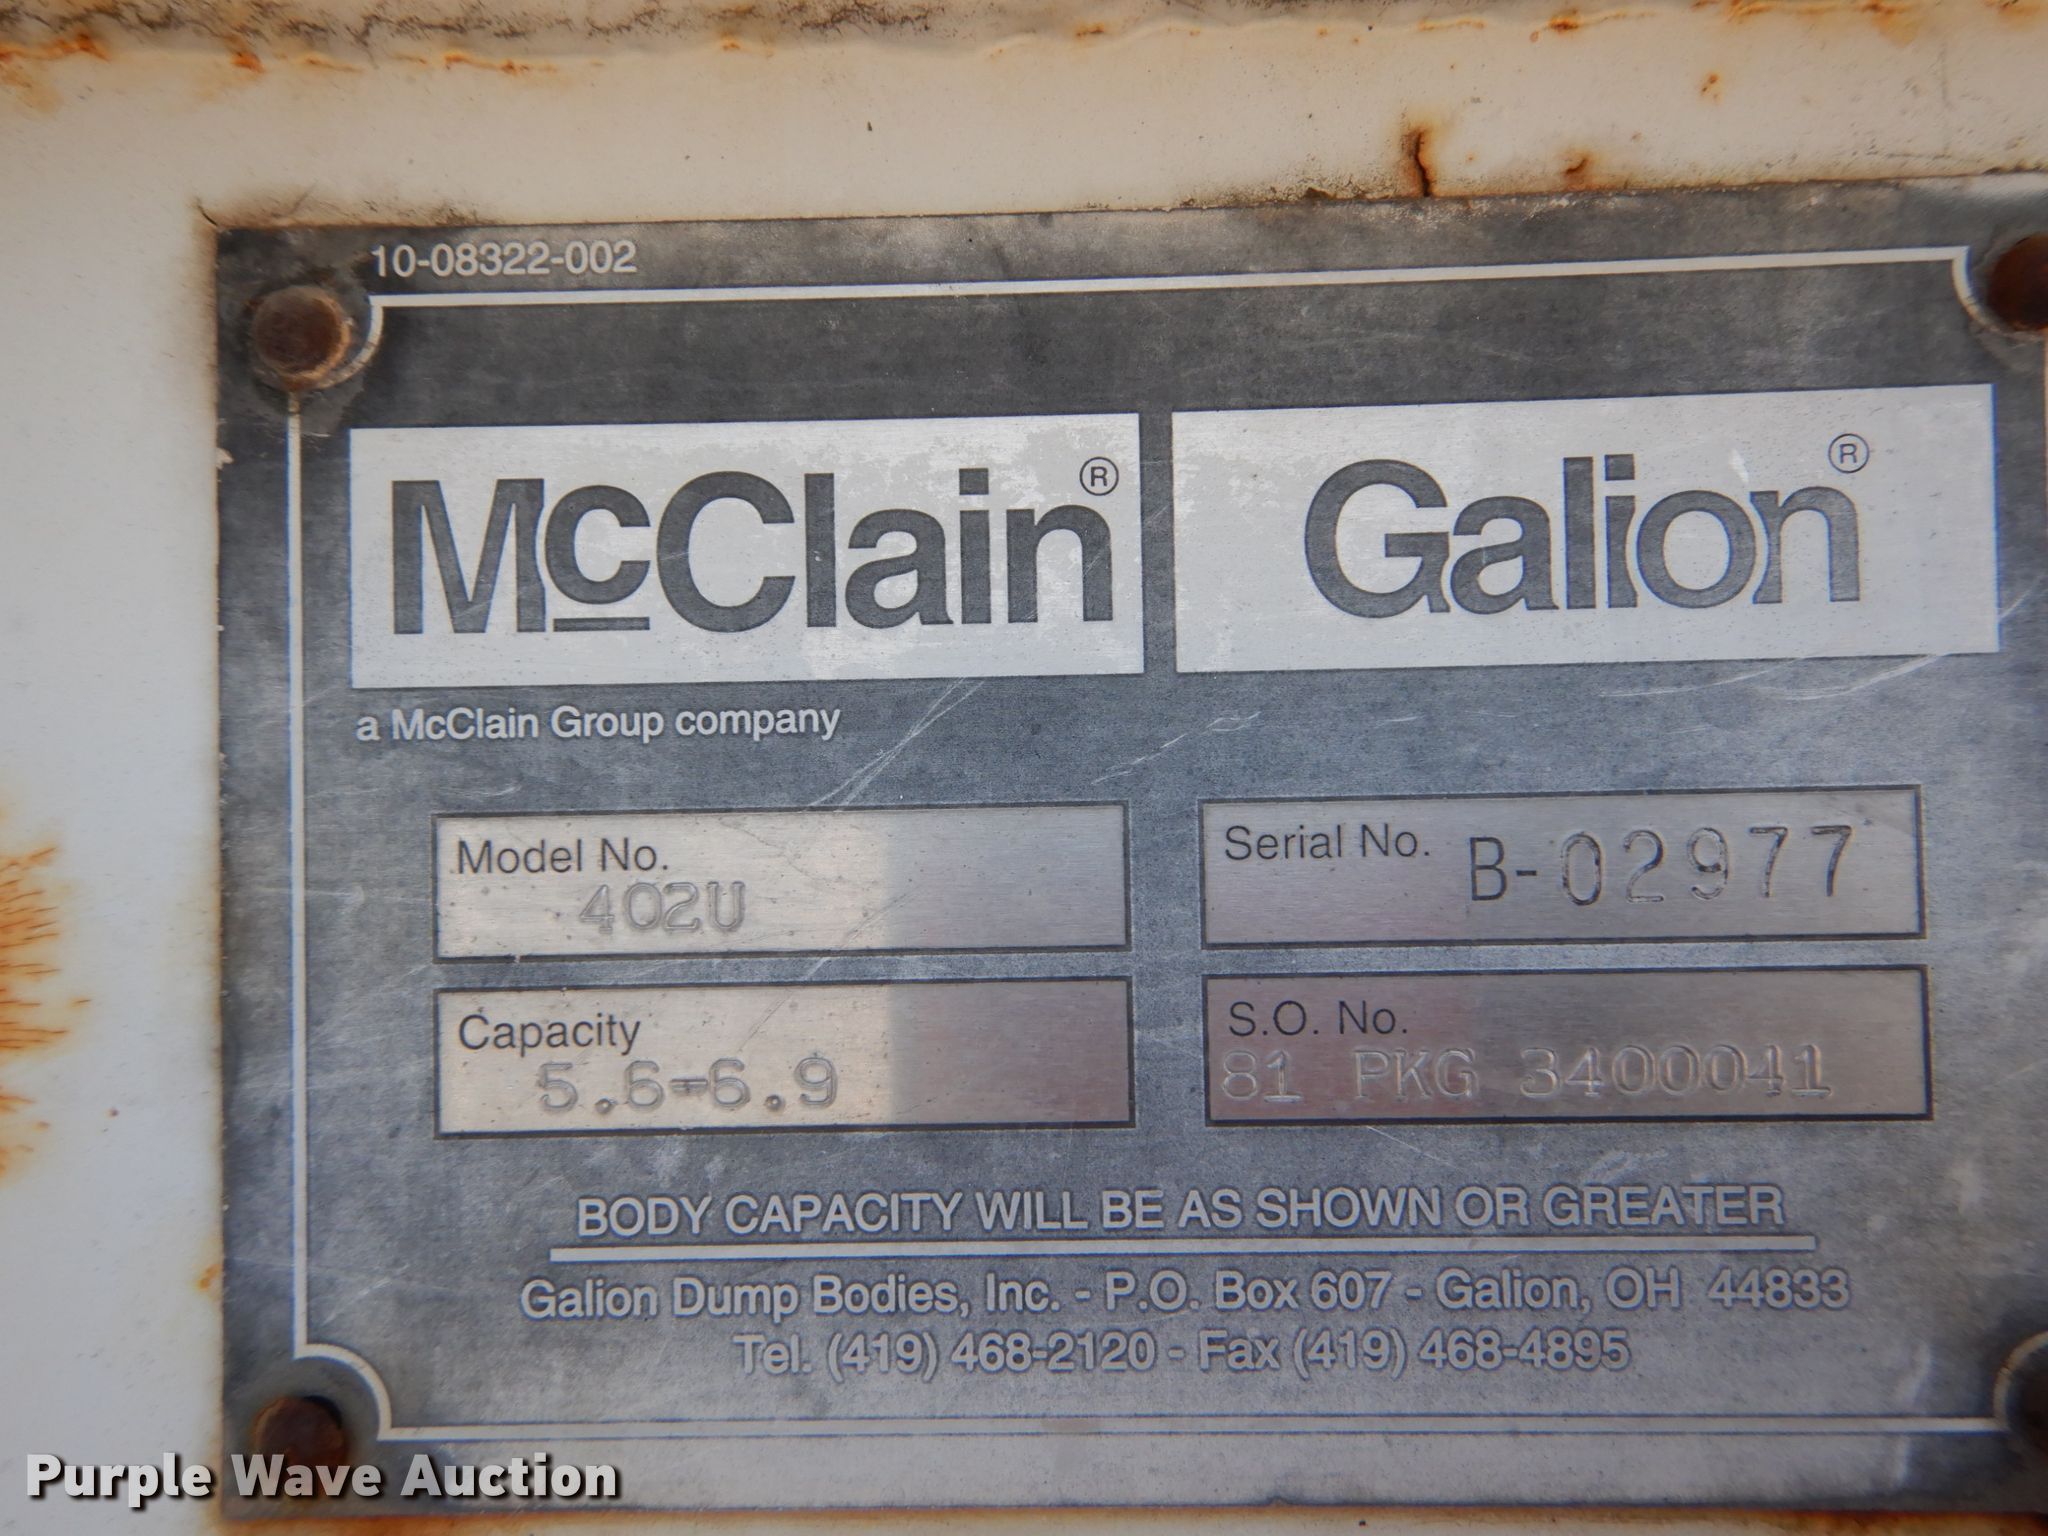 10-08322-002
McClain® Galion®
a McClain Group company
Model No. 402U
Serial No. B-02977
Capacity 5.6-6.9
S.O. No. 81 PKG 3400041
BODY CAPACITY WILL BE AS SHOWN OR GREATER
Galion Dump Bodies, Inc. - P.O. Box 607 - Galion, OH 44833
Tel. (419) 468-2120 - Fax (419) 468-4895
Purple Wave Auction